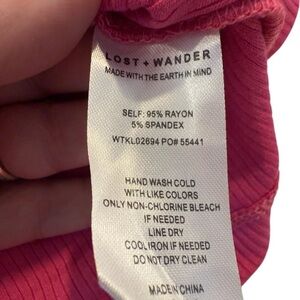 LOST + WANDER
MADE WITH THE EARTH IN MIND
SELF: 95% RAYON
5% SPANDEX
WTKL02694 PO# 55441
HAND WASH COLD
WITH LIKE COLORS
ONLY NON-CHLORINE BLEACH
IF NEEDED
LINE DRY
COOL IRON IF NEEDED
DO NOT DRY CLEAN
MADE IN CHINA